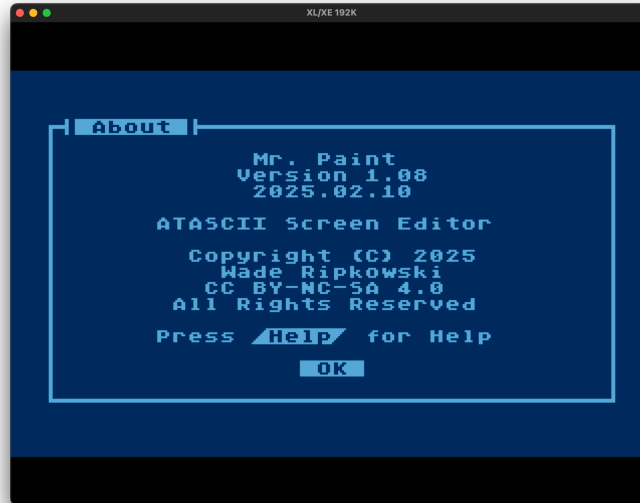 XL/XE 192K
About
Mr. Paint
Version 1.08
2025.02.10
ATASCII Screen Editor
Copyright (C) 2025
Wade Ripkowski
CC BY-NC-SA 4.0
All Rights Reserved
Press Help for Help
OK